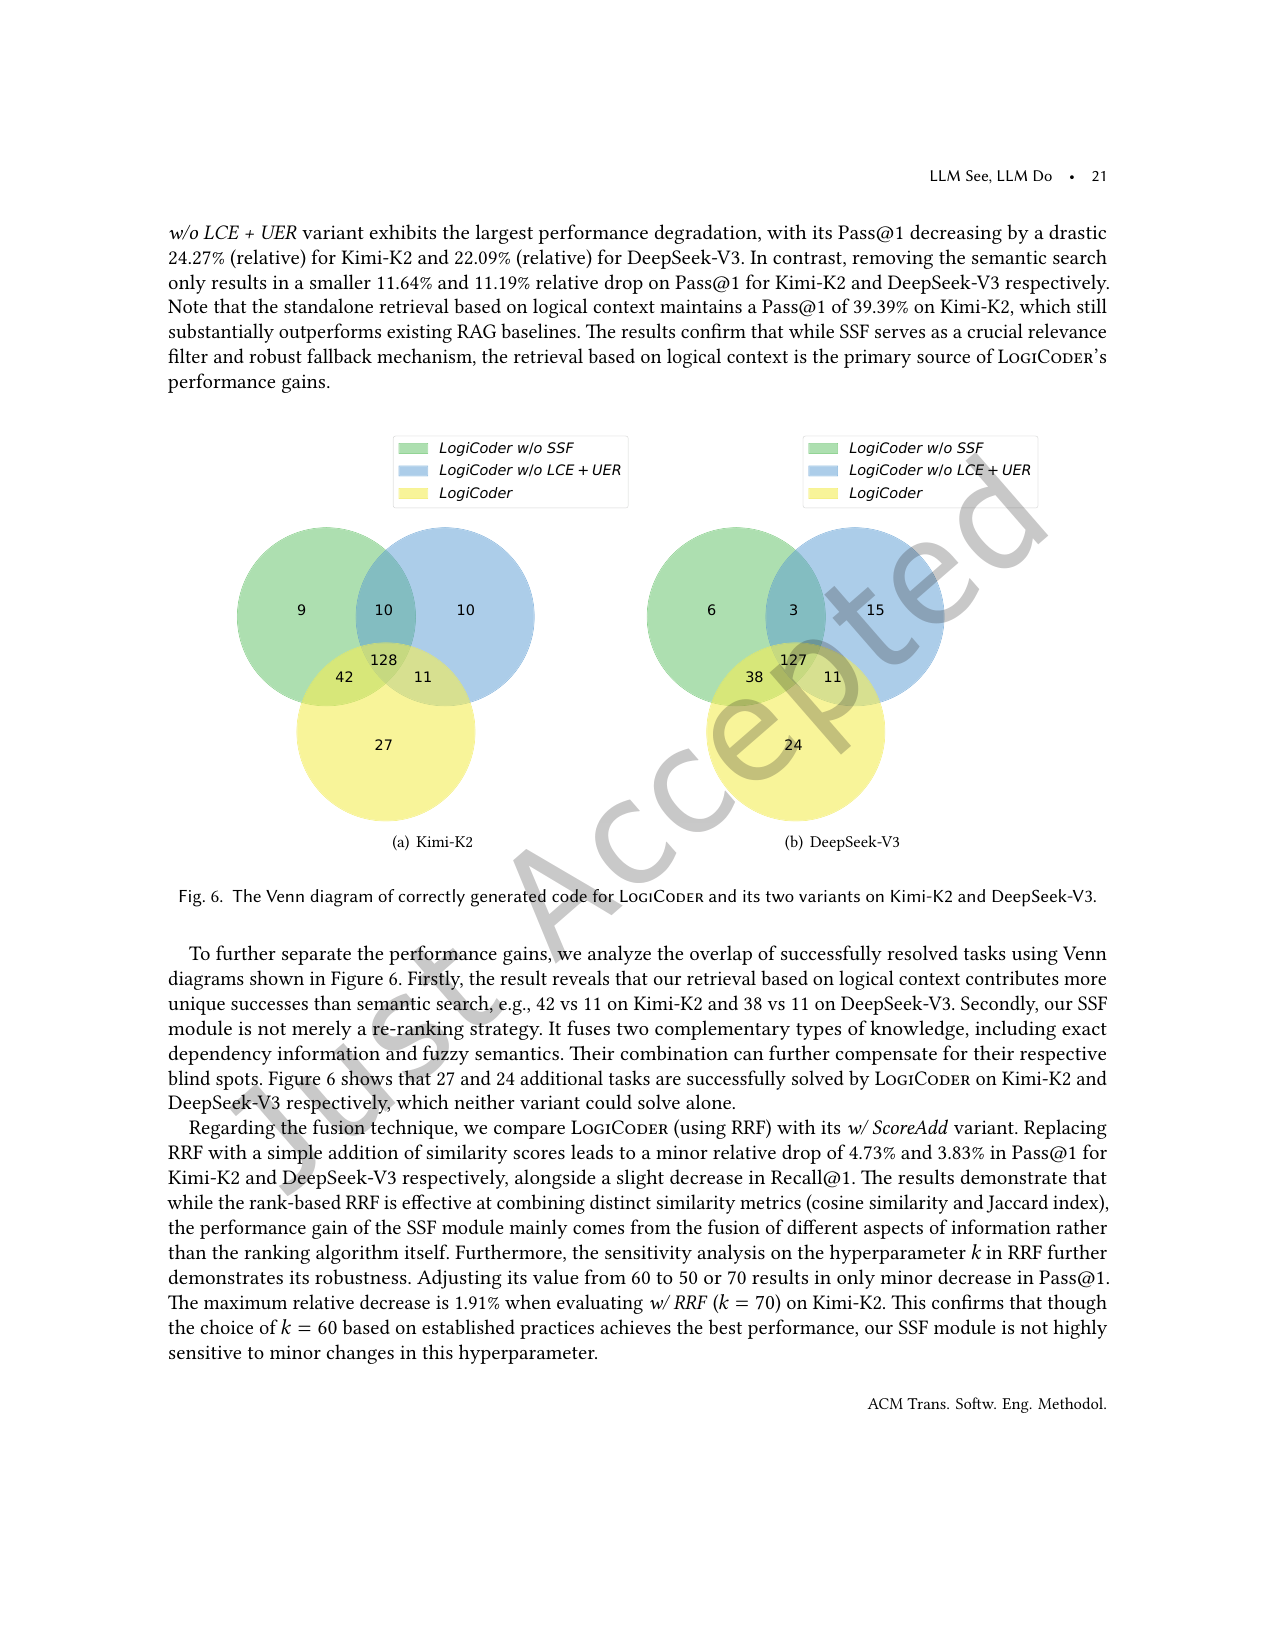 LLM See, LLM Do • 21
w/o LCE + UER variant exhibits the largest performance degradation, with its Pass@1 decreasing by a drastic
24.27% (relative) for Kimi-K2 and 22.09% (relative) for DeepSeek-V3. In contrast, removing the semantic search
only results in a smaller 11.64% and 11.19% relative drop on Pass@1 for Kimi-K2 and DeepSeek-V3 respectively.
Note that the standalone retrieval based on logical context maintains a Pass@1 of 39.39% on Kimi-K2, which still
substantially outperforms existing RAG baselines. The results confirm that while SSF serves as a crucial relevance
filter and robust fallback mechanism, the retrieval based on logical context is the primary source of LOGICODER's
performance gains.
LogiCoder w/o SSF
LogiCoder w/o LCE + UER
LogiCoder
9
10
10
128
42
11
27
(a) Kimi-K2
LogiCoder w/o SSF
LogiCoder w/o LCE + UER
LogiCoder
6
3
15
127
38
11
24
(b) DeepSeek-V3
Fig. 6. The Venn diagram of correctly generated code for LOGICODER and its two variants on Kimi-K2 and DeepSeek-V3.
To further separate the performance gains, we analyze the overlap of successfully resolved tasks using Venn
diagrams shown in Figure 6. Firstly, the result reveals that our retrieval based on logical context contributes more
unique successes than semantic search, e.g., 42 vs 11 on Kimi-K2 and 38 vs 11 on DeepSeek-V3. Secondly, our SSF
module is not merely a re-ranking strategy. It fuses two complementary types of knowledge, including exact
dependency information and fuzzy semantics. Their combination can further compensate for their respective
blind spots. Figure 6 shows that 27 and 24 additional tasks are successfully solved by LOGICODER on Kimi-K2 and
DeepSeek-V3 respectively, which neither variant could solve alone.
Regarding the fusion technique, we compare LOGICODER (using RRF) with its w/ ScoreAdd variant. Replacing
RRF with a simple addition of similarity scores leads to a minor relative drop of 4.73% and 3.83% in Pass@1 for
Kimi-K2 and DeepSeek-V3 respectively, alongside a slight decrease in Recall@1. The results demonstrate that
while the rank-based RRF is effective at combining distinct similarity metrics (cosine similarity and Jaccard index),
the performance gain of the SSF module mainly comes from the fusion of different aspects of information rather
than the ranking algorithm itself. Furthermore, the sensitivity analysis on the hyperparameter k in RRF further
demonstrates its robustness. Adjusting its value from 60 to 50 or 70 results in only minor decrease in Pass@1.
The maximum relative decrease is 1.91% when evaluating w/ RRF (k = 70) on Kimi-K2. This confirms that though
the choice of k = 60 based on established practices achieves the best performance, our SSF module is not highly
sensitive to minor changes in this hyperparameter.
ACM Trans. Softw. Eng. Methodol.
Just Accepted